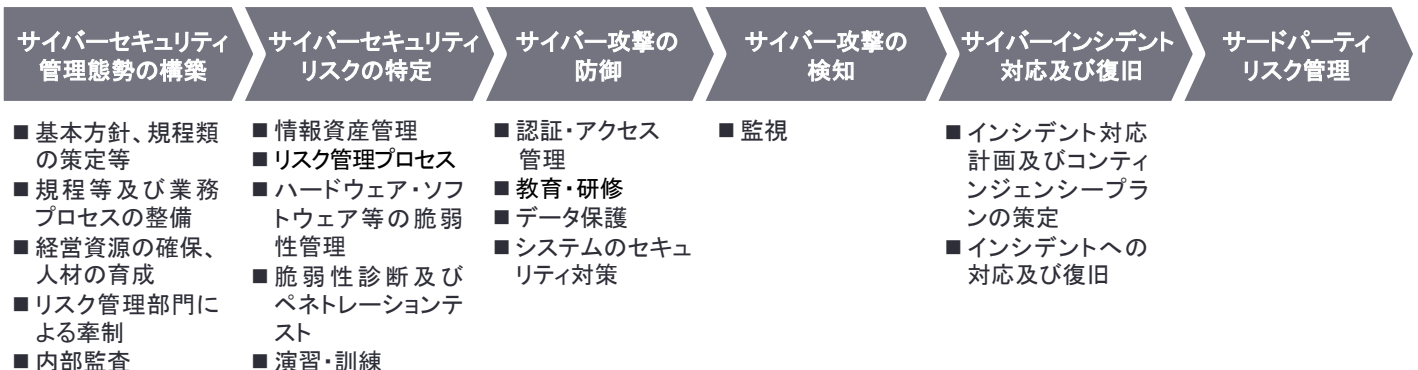 サイバーセキュリティ
管理態勢の構築
サイバーセキュリティ
リスクの特定
サイバー攻撃の
防御
サイバー攻撃の
検知
サイバーインシデント
対応及び復旧
サードパーティ
リスク管理
■ 基本方針、規程類
の策定等
■ 規程等及び業務
プロセスの整備
■ 経営資源の確保、
人材の育成
■ リスク管理部門に
よる牽制
■ 内部監査
■ 情報資産管理
■ リスク管理プロセス
■ ハードウェア・ソフ
トウェア等の脆弱
性管理
■ 脆弱性診断及び
ペネトレーションテ
スト
■ 演習・訓練
■ 認証・アクセス
管理
■ 教育・研修
■ データ保護
■ システムのセキュ
リティ対策
■ 監視
■ インシデント対応
計画及びコンティ
ンジェンシープラ
ンの策定
■ インシデントへの
対応及び復旧